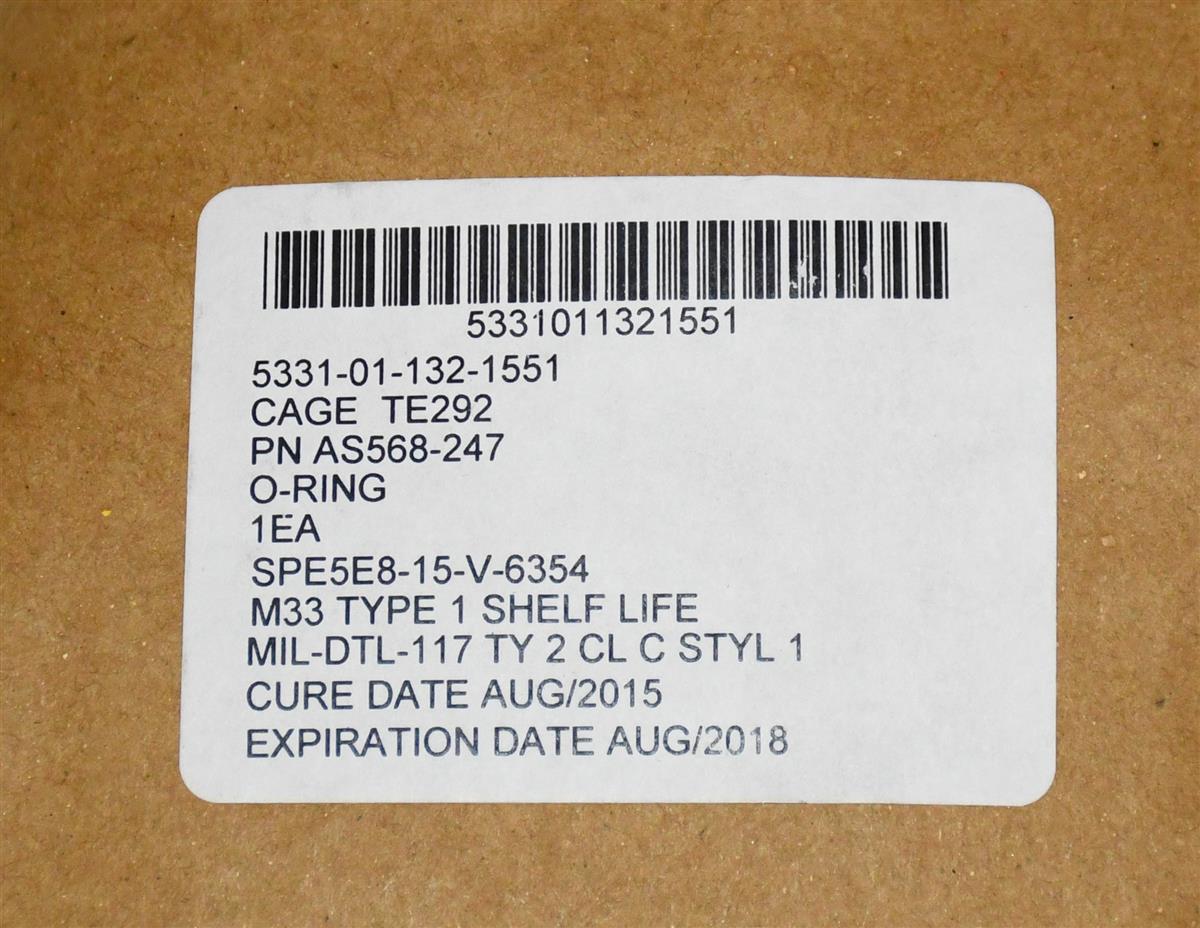 5331011321551
5331-01-132-1551
CAGE TE292
PN AS568-247
O-RING
1EA
SPE5E8-15-V-6354
M33 TYPE 1 SHELF LIFE
MIL-DTL-117 TY 2 CL C STYL 1
CURE DATE AUG/2015
EXPIRATION DATE AUG/2018